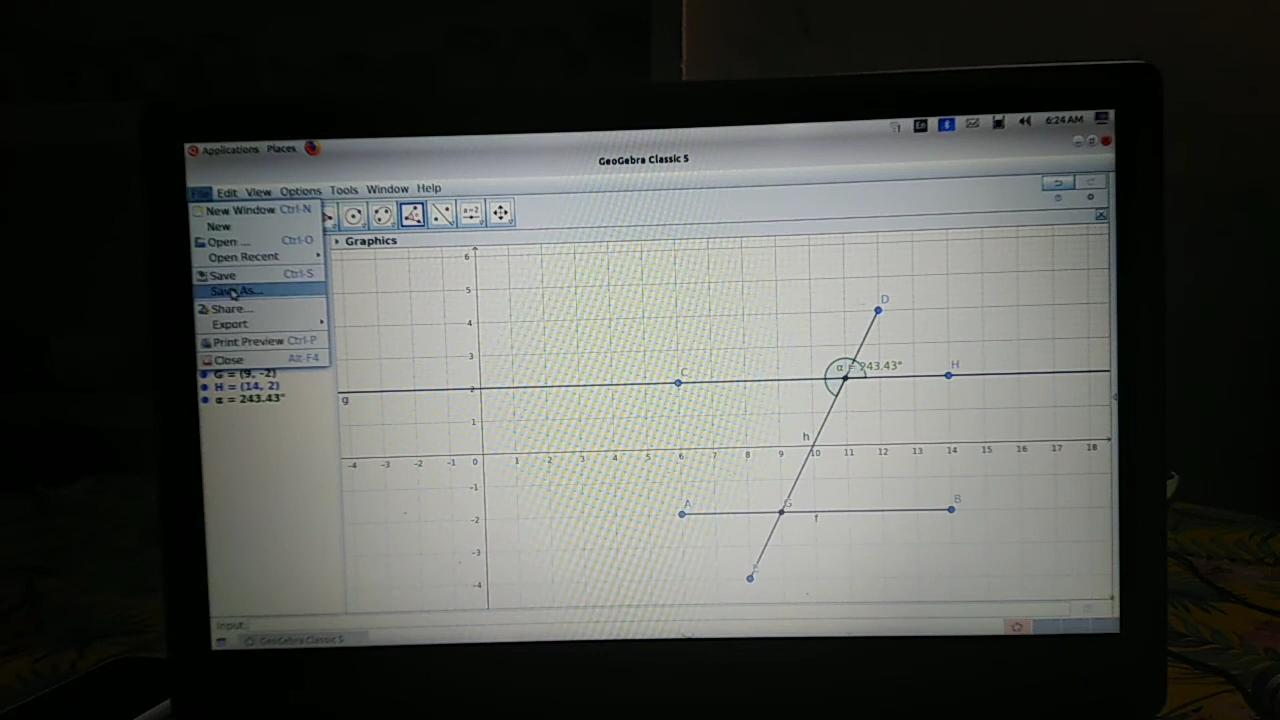 Applications Places En 6:24 AM
GeoGebra Classic 5
File Edit View Options Tools Window Help
New Window Ctrl-N
New
Open ... Ctrl-O
Open Recent
Save Ctrl-S
Save As...
Share...
Export
Print Preview Ctrl-P
Close Alt-F4
G = (9, -2)
H = (14, 2)
α = 243.43°
a=2
Graphics
6
5
4
3
2
1
-1
-2
-3
-4
-4 -3 -2 -1 0 1 2 3 4 5 6 7 8 9 10 11 12 13 14 15 16 17 18
D
C
α = 243.43°
H
g
h
A
G
B
f
Input:
GeoGebra Classic 5